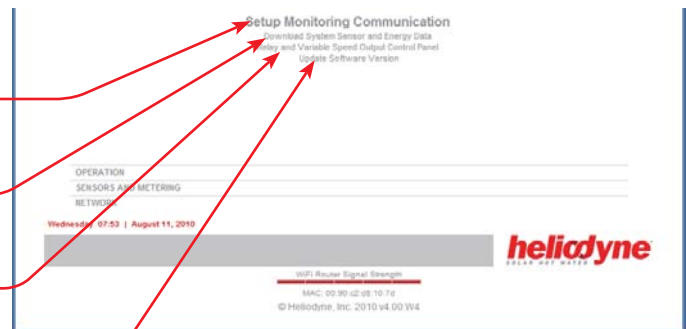 Setup Monitoring Communication
Download System Sensor and Energy Data
Relay and Variable Speed Output Control Panel
Update Software Version
OPERATION
SENSORS AND METERING
NETWORK
Wednesday 07:53 | August 11, 2010
heliodyne
SOLAR HOT WATER
WiFi Router Signal Strength
MAC: 00:90:c2:d8:10:7d
© Heliodyne, Inc. 2010 v4.00 W4